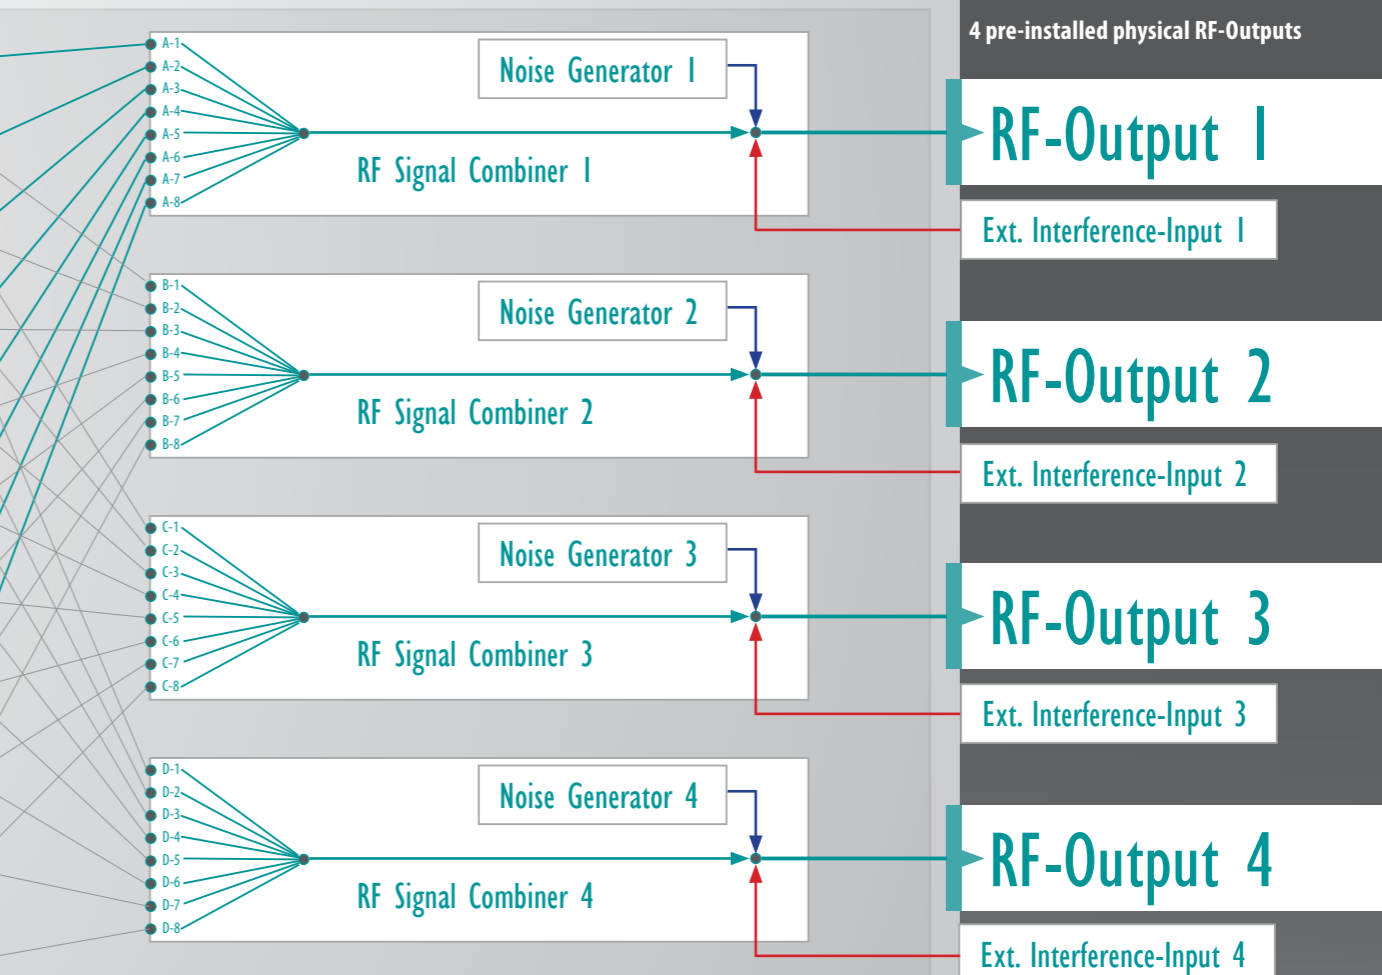 4 pre-installed physical RF-Outputs
A-1
A-2
A-3
A-4
A-5
A-6
A-7
A-8
Noise Generator 1
RF Signal Combiner 1
RF-Output 1
Ext. Interference-Input 1
B-1
B-2
B-3
B-4
B-5
B-6
B-7
B-8
Noise Generator 2
RF Signal Combiner 2
RF-Output 2
Ext. Interference-Input 2
C-1
C-2
C-3
C-4
C-5
C-6
C-7
C-8
Noise Generator 3
RF Signal Combiner 3
RF-Output 3
Ext. Interference-Input 3
D-1
D-2
D-3
D-4
D-5
D-6
D-7
D-8
Noise Generator 4
RF Signal Combiner 4
RF-Output 4
Ext. Interference-Input 4